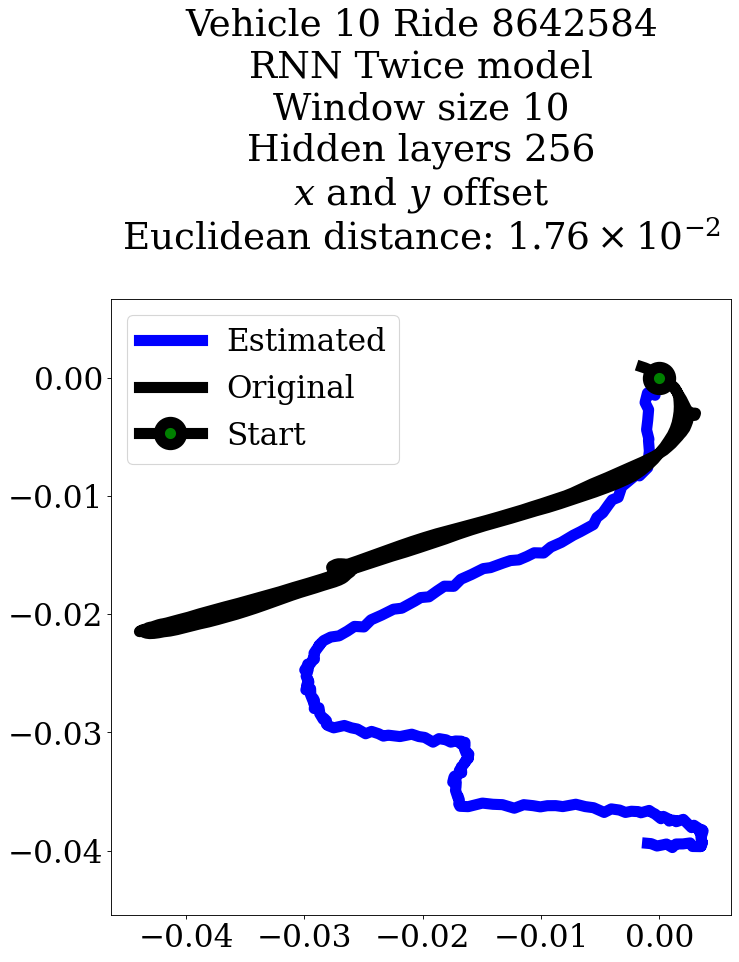 Vehicle 10 Ride 8642584
RNN Twice model
Window size 10
Hidden layers 256
x and y offset
Euclidean distance: 1.76 × 10⁻²
Estimated
Original
Start
0.00
−0.01
−0.02
−0.03
−0.04
−0.04 −0.03 −0.02 −0.01 0.00